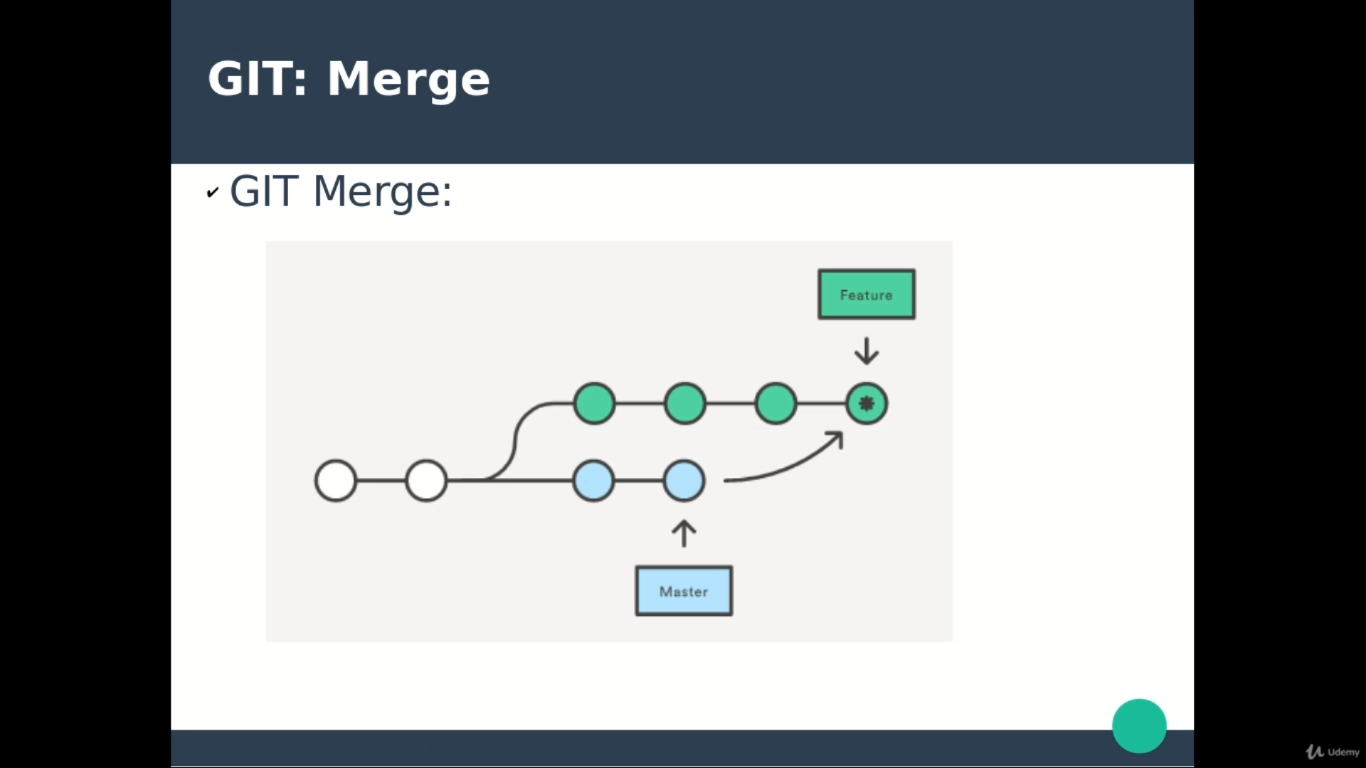 GIT: Merge
✔ GIT Merge:
Feature
Master
Udemy